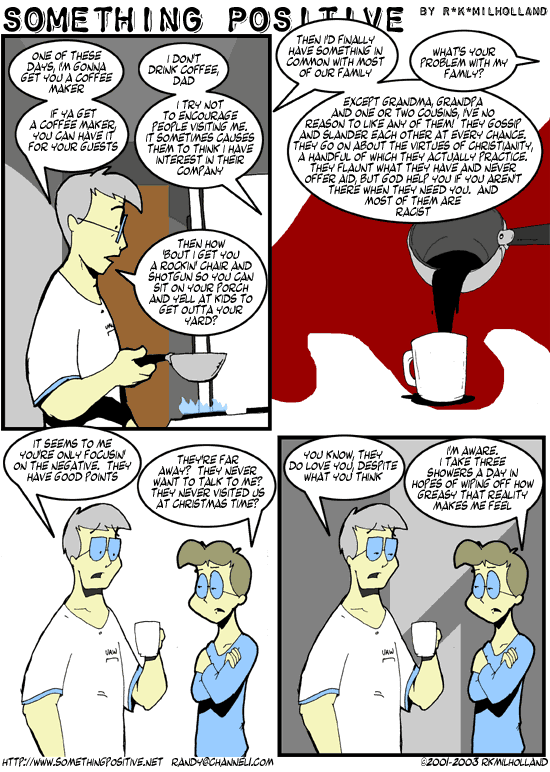 SOMETHING POSITIVE BY R*K*MILHOLLAND
ONE OF THESE
DAYS, I'M GONNA
GET YOU A COFFEE
MAKER
I DON'T
DRINK COFFEE,
DAD
IF YA GET
A COFFEE MAKER,
YOU CAN HAVE IT
FOR YOUR GUESTS
I TRY NOT
TO ENCOURAGE
PEOPLE VISITING ME.
IT SOMETIMES CAUSES
THEM TO THINK I HAVE
INTEREST IN THEIR
COMPANY
THEN HOW
'BOUT I GET YOU
A ROCKIN' CHAIR AND
SHOTGUN SO YOU CAN
SIT ON YOUR PORCH
AND YELL AT KIDS TO
GET OUTTA YOUR
YARD?
THEN I'D FINALLY
HAVE SOMETHING IN
COMMON WITH MOST
OF OUR FAMILY
WHAT'S YOUR
PROBLEM WITH MY
FAMILY?
EXCEPT GRANDMA, GRANDPA
AND ONE OR TWO COUSINS, I'VE NO
REASON TO LIKE ANY OF THEM! THEY GOSSIP
AND SLANDER EACH OTHER AT EVERY CHANCE.
THEY GO ON ABOUT THE VIRTUES OF CHRISTIANITY,
A HANDFUL OF WHICH THEY ACTUALLY PRACTICE.
THEY FLAUNT WHAT THEY HAVE AND NEVER
OFFER AID, BUT GOD HELP YOU IF YOU AREN'T
THERE WHEN THEY NEED YOU. AND
MOST OF THEM ARE
RACIST
IT SEEMS TO ME
YOU'RE ONLY FOCUSIN'
ON THE NEGATIVE. THEY
HAVE GOOD POINTS
THEY'RE FAR
AWAY? THEY NEVER
WANT TO TALK TO ME?
THEY NEVER VISITED US
AT CHRISTMAS TIME?
YOU KNOW, THEY
DO LOVE YOU, DESPITE
WHAT YOU THINK
I'M AWARE.
I TAKE THREE
SHOWERS A DAY IN
HOPES OF WIPING OFF HOW
GREASY THAT REALITY
MAKES ME FEEL
HTTP://WWW.SOMETHINGPOSITIVE.NET RANDY@CHANNEL1.COM ©2001-2003 RKMILHOLLAND